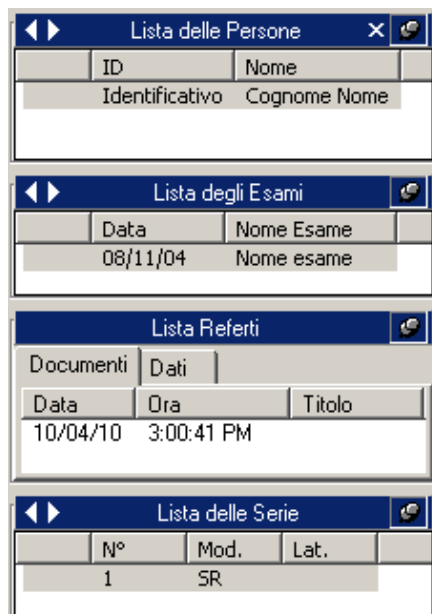 Lista delle Persone
ID Nome
Identificativo Cognome Nome
Lista degli Esami
Data Nome Esame
08/11/04 Nome esame
Lista Referti
Documenti Dati
Data Ora Titolo
10/04/10 3:00:41 PM
Lista delle Serie
N° Mod. Lat.
1 SR